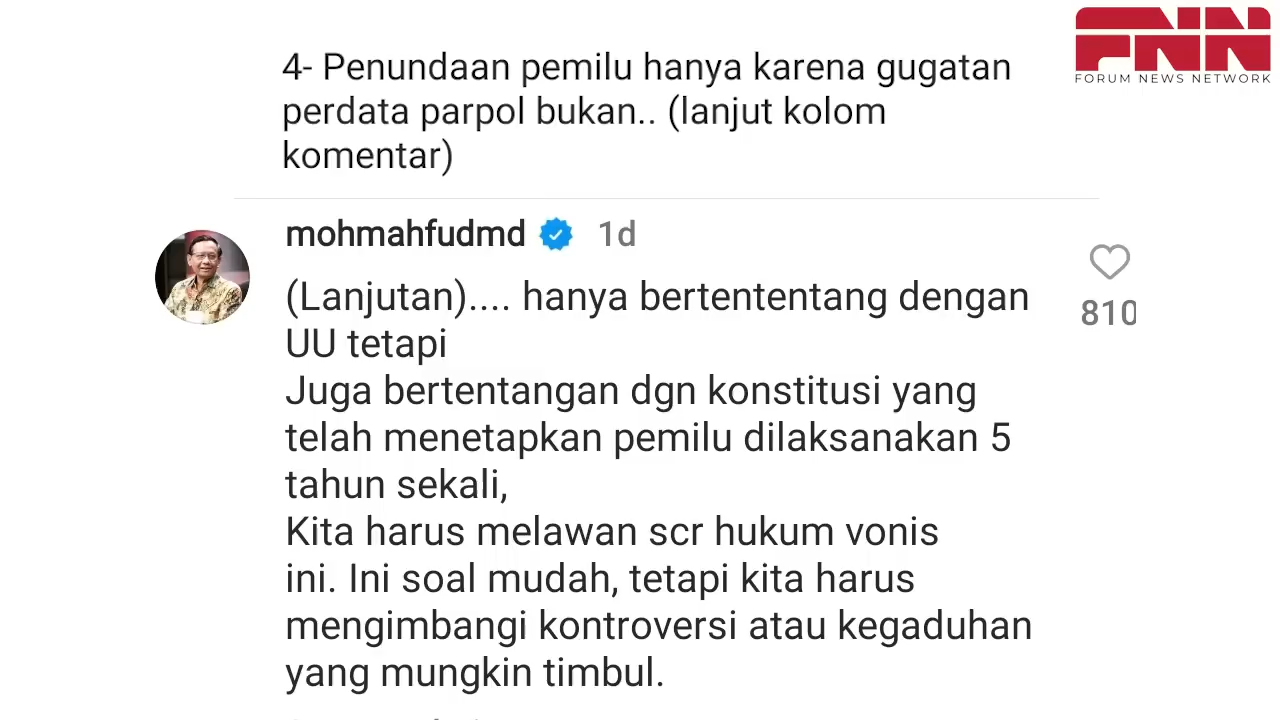 FNN
FORUM NEWS NETWORK
4- Penundaan pemilu hanya karena gugatan
perdata parpol bukan.. (lanjut kolom
komentar)
mohmahfudmd 1d
(Lanjutan).... hanya bertententang dengan
UU tetapi
Juga bertentangan dgn konstitusi yang
telah menetapkan pemilu dilaksanakan 5
tahun sekali,
Kita harus melawan scr hukum vonis
ini. Ini soal mudah, tetapi kita harus
mengimbangi kontroversi atau kegaduhan
yang mungkin timbul.
810